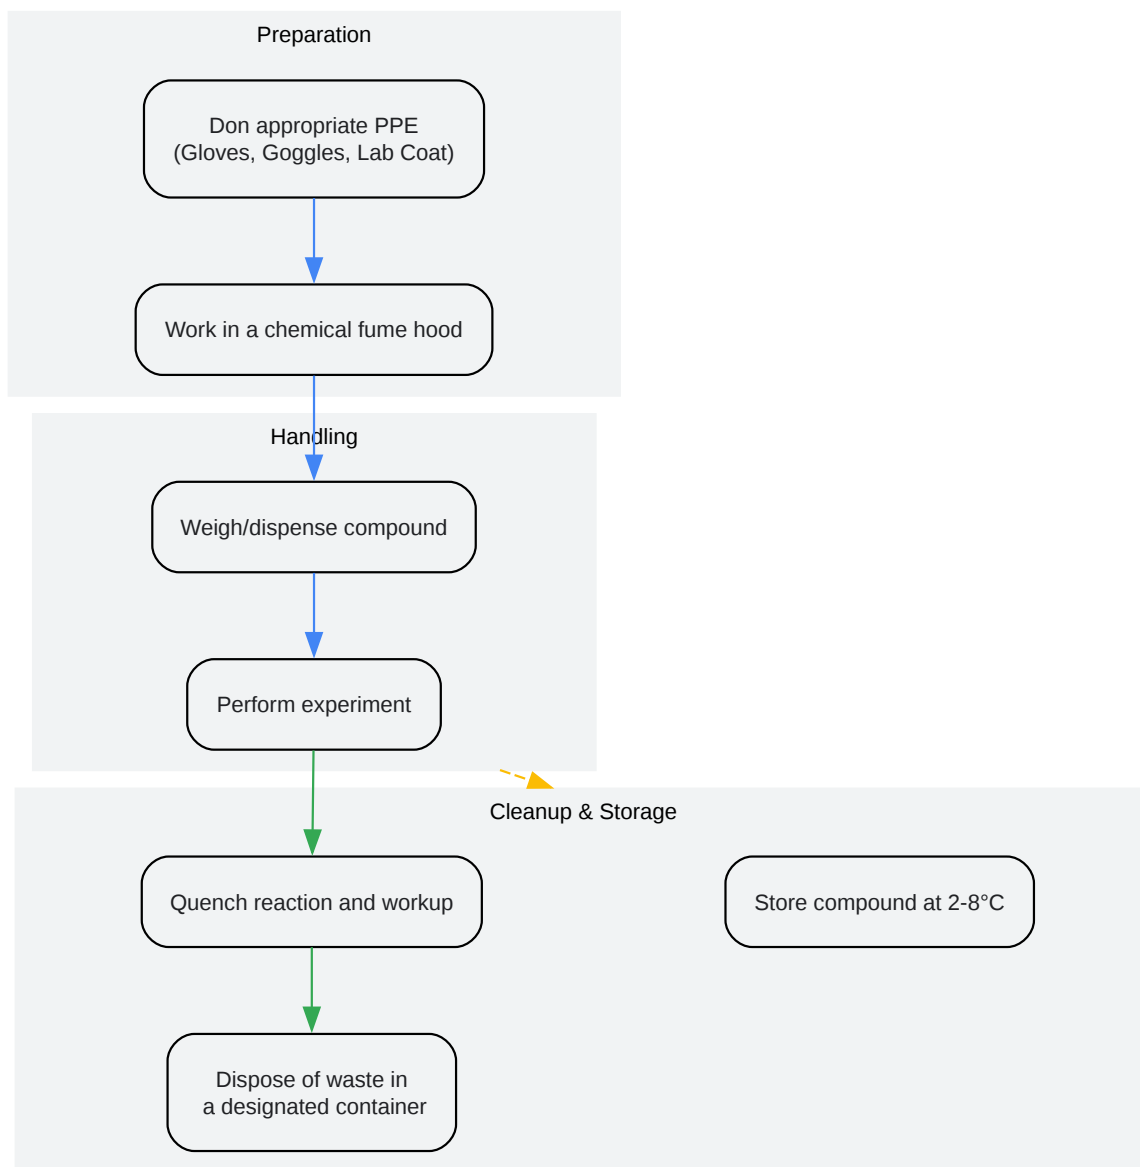 Preparation
Don appropriate PPE
(Gloves, Goggles, Lab Coat)
Work in a chemical fume hood
Handling
Weigh/dispense compound
Perform experiment
Cleanup & Storage
Quench reaction and workup
Store compound at 2-8°C
Dispose of waste in
a designated container